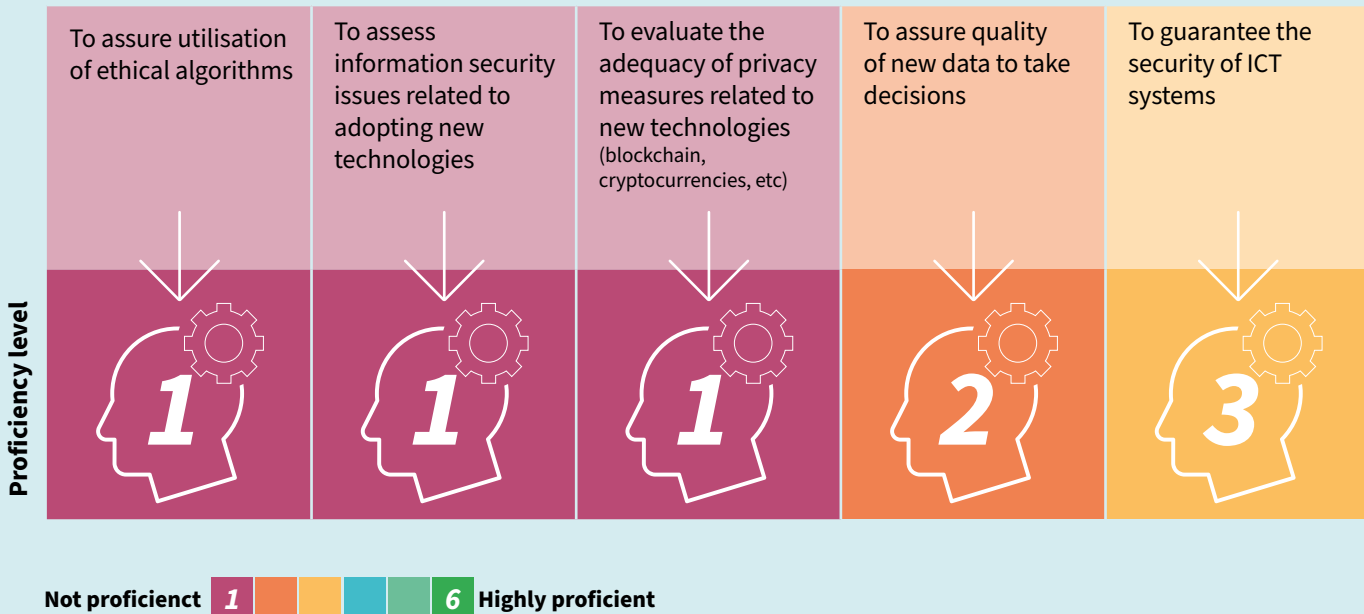 To assure utilisation
of ethical algorithms
To assess
information security
issues related to
adopting new
technologies
To evaluate the
adequacy of privacy
measures related to
new technologies
(blockchain,
cryptocurrencies, etc)
To assure quality
of new data to take
decisions
To guarantee the
security of ICT
systems
Proficiency level
1
1
1
2
3
Not proficienct 1 6 Highly proficient